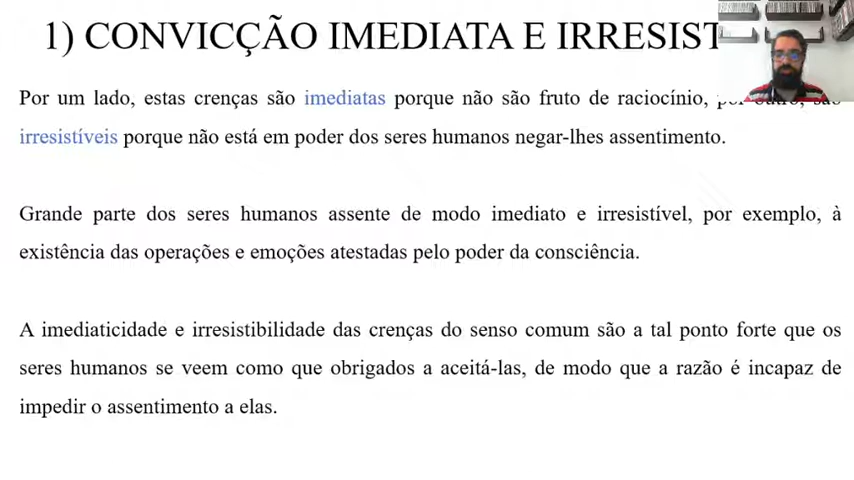 1) CONVICÇÃO IMEDIATA E IRRESIST
Por um lado, estas crenças são imediatas porque não são fruto de raciocínio, por outro, são
irresistíveis porque não está em poder dos seres humanos negar-lhes assentimento.
Grande parte dos seres humanos assente de modo imediato e irresistível, por exemplo, à
existência das operações e emoções atestadas pelo poder da consciência.
A imediaticidade e irresistibilidade das crenças do senso comum são a tal ponto forte que os
seres humanos se veem como que obrigados a aceitá-las, de modo que a razão é incapaz de
impedir o assentimento a elas.